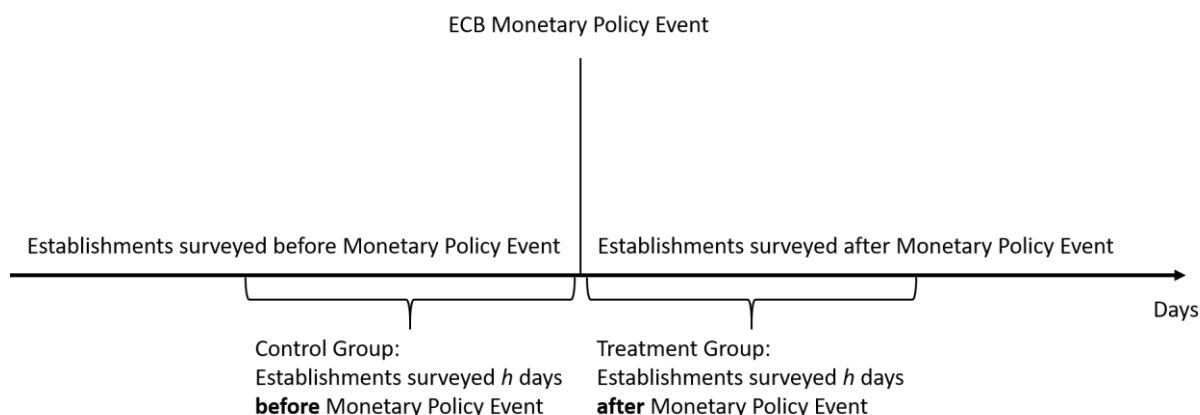 ECB Monetary Policy Event
Establishments surveyed before Monetary Policy Event
Establishments surveyed after Monetary Policy Event
Days
Control Group:
Establishments surveyed h days
before Monetary Policy Event
Treatment Group:
Establishments surveyed h days
after Monetary Policy Event